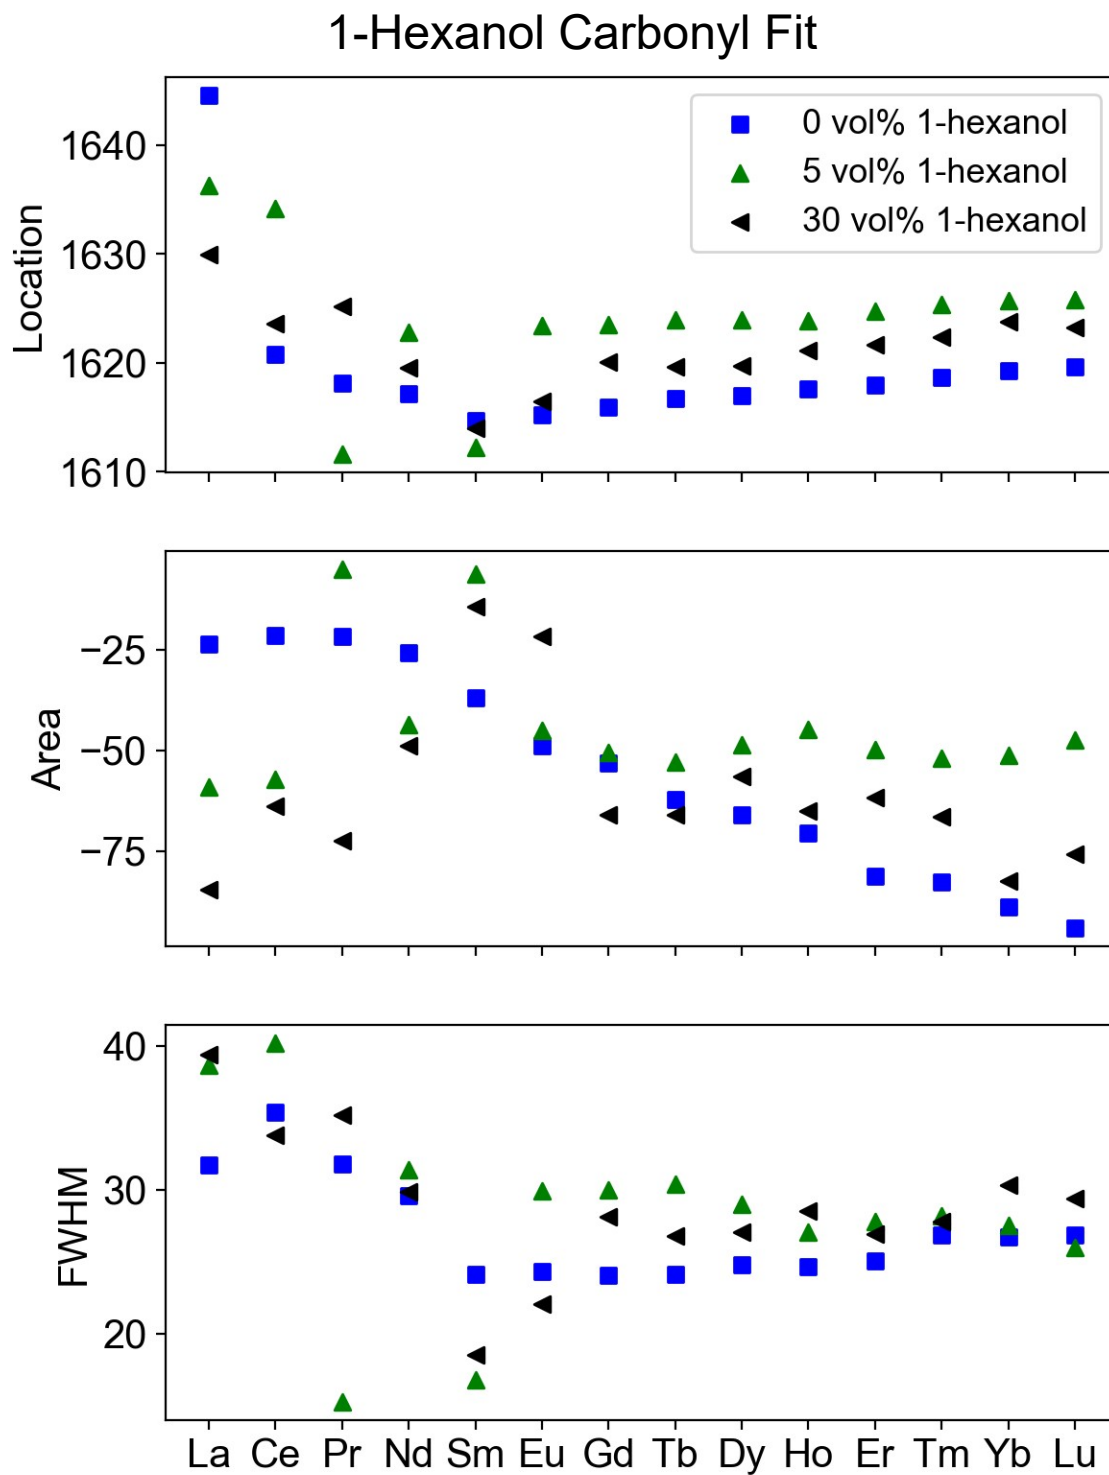 1-Hexanol Carbonyl Fit
0 vol% 1-hexanol
5 vol% 1-hexanol
30 vol% 1-hexanol
Location
1640
1630
1620
1610
Area
−25
−50
−75
FWHM
40
30
20
La Ce Pr Nd Sm Eu Gd Tb Dy Ho Er Tm Yb Lu